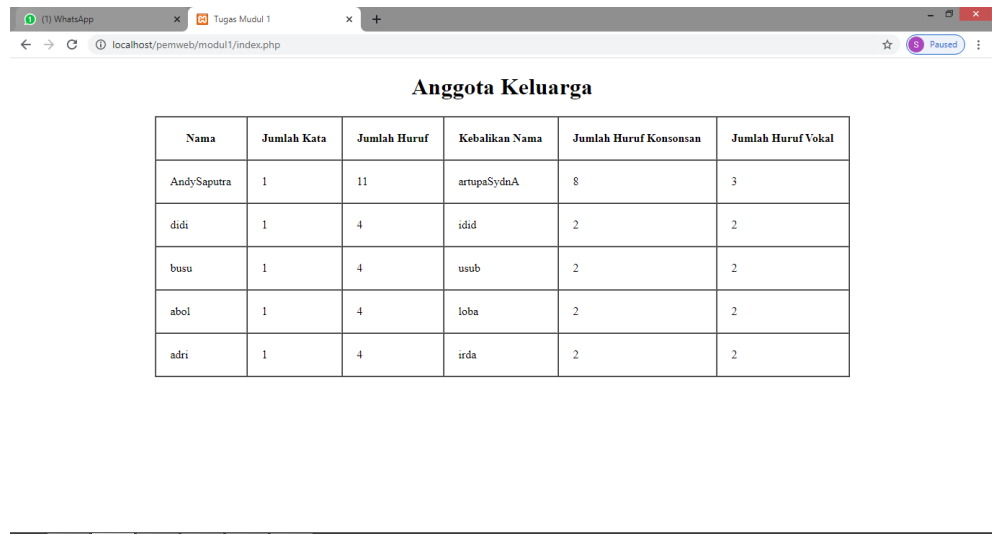 (1) WhatsApp
Tugas Mudul 1
localhost/pemweb/modul1/index.php
S Paused
Anggota Keluarga
Nama Jumlah Kata Jumlah Huruf Kebalikan Nama Jumlah Huruf Konsonsan Jumlah Huruf Vokal
AndySaputra 1 11 artupaSydnA 8 3
didi 1 4 idid 2 2
busu 1 4 usub 2 2
abol 1 4 loba 2 2
adri 1 4 irda 2 2